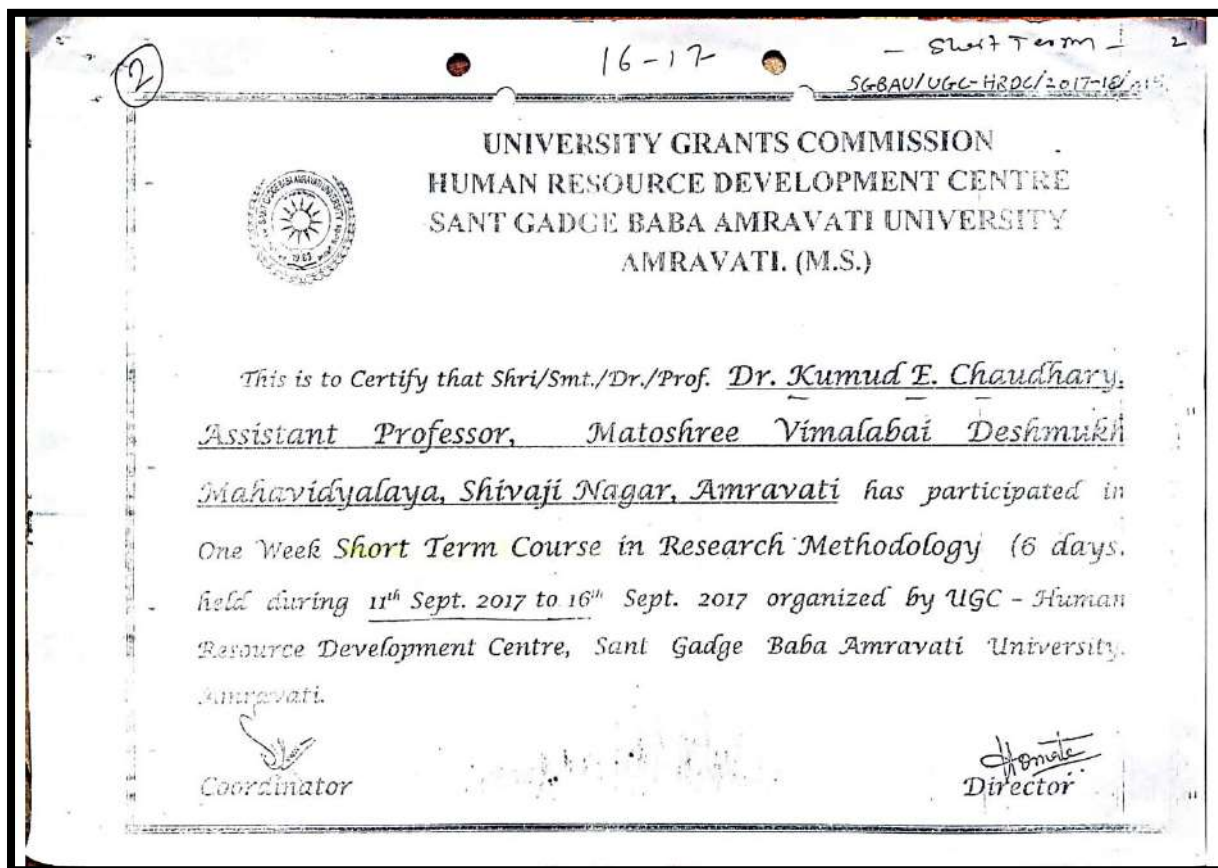 2
16-17
- Short Term - 2
SGBAU/UGC-HRDC/2017-18/
UNIVERSITY GRANTS COMMISSION
HUMAN RESOURCE DEVELOPMENT CENTRE
SANT GADGE BABA AMRAVATI UNIVERSITY
AMRAVATI. (M.S.)
1983
This is to Certify that Shri/Smt./Dr./Prof. Dr. Kumud E. Chaudhary,
Assistant Professor, Matoshree Vimalabai Deshmukh
Mahavidyalaya, Shivaji Nagar, Amravati has participated in
One Week Short Term Course in Research Methodology (6 days.
held during 11th Sept. 2017 to 16th Sept. 2017 organized by UGC - Human
Resource Development Centre, Sant Gadge Baba Amravati University,
Amravati.
Coordinator
Director